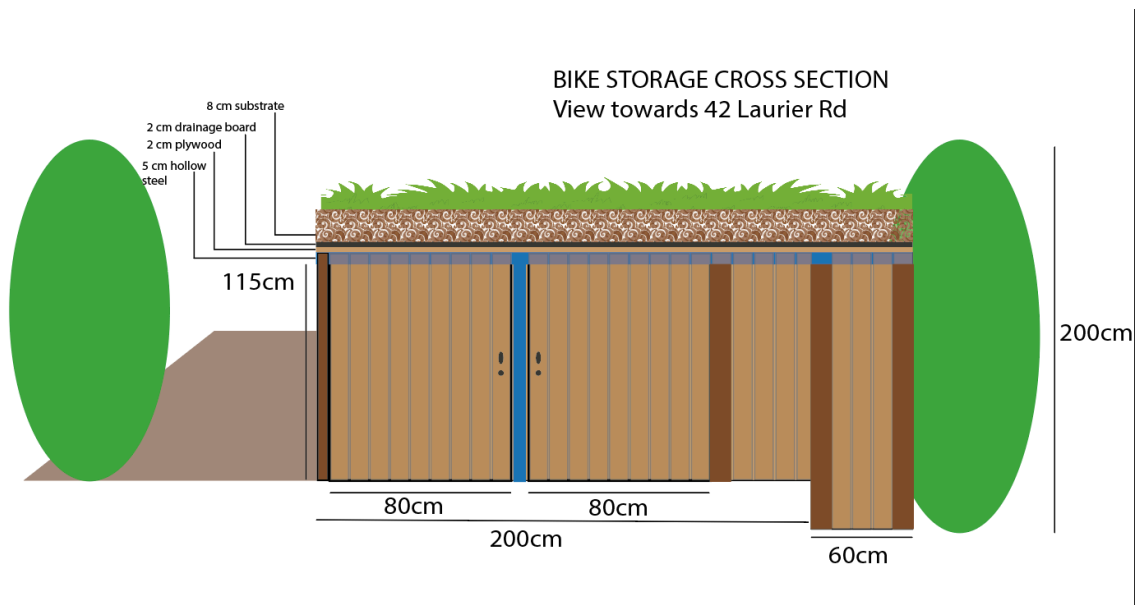 BIKE STORAGE CROSS SECTION
View towards 42 Laurier Rd
8 cm substrate
2 cm drainage board
2 cm plywood
5 cm hollow
steel
115cm
200cm
80cm
80cm
200cm
60cm